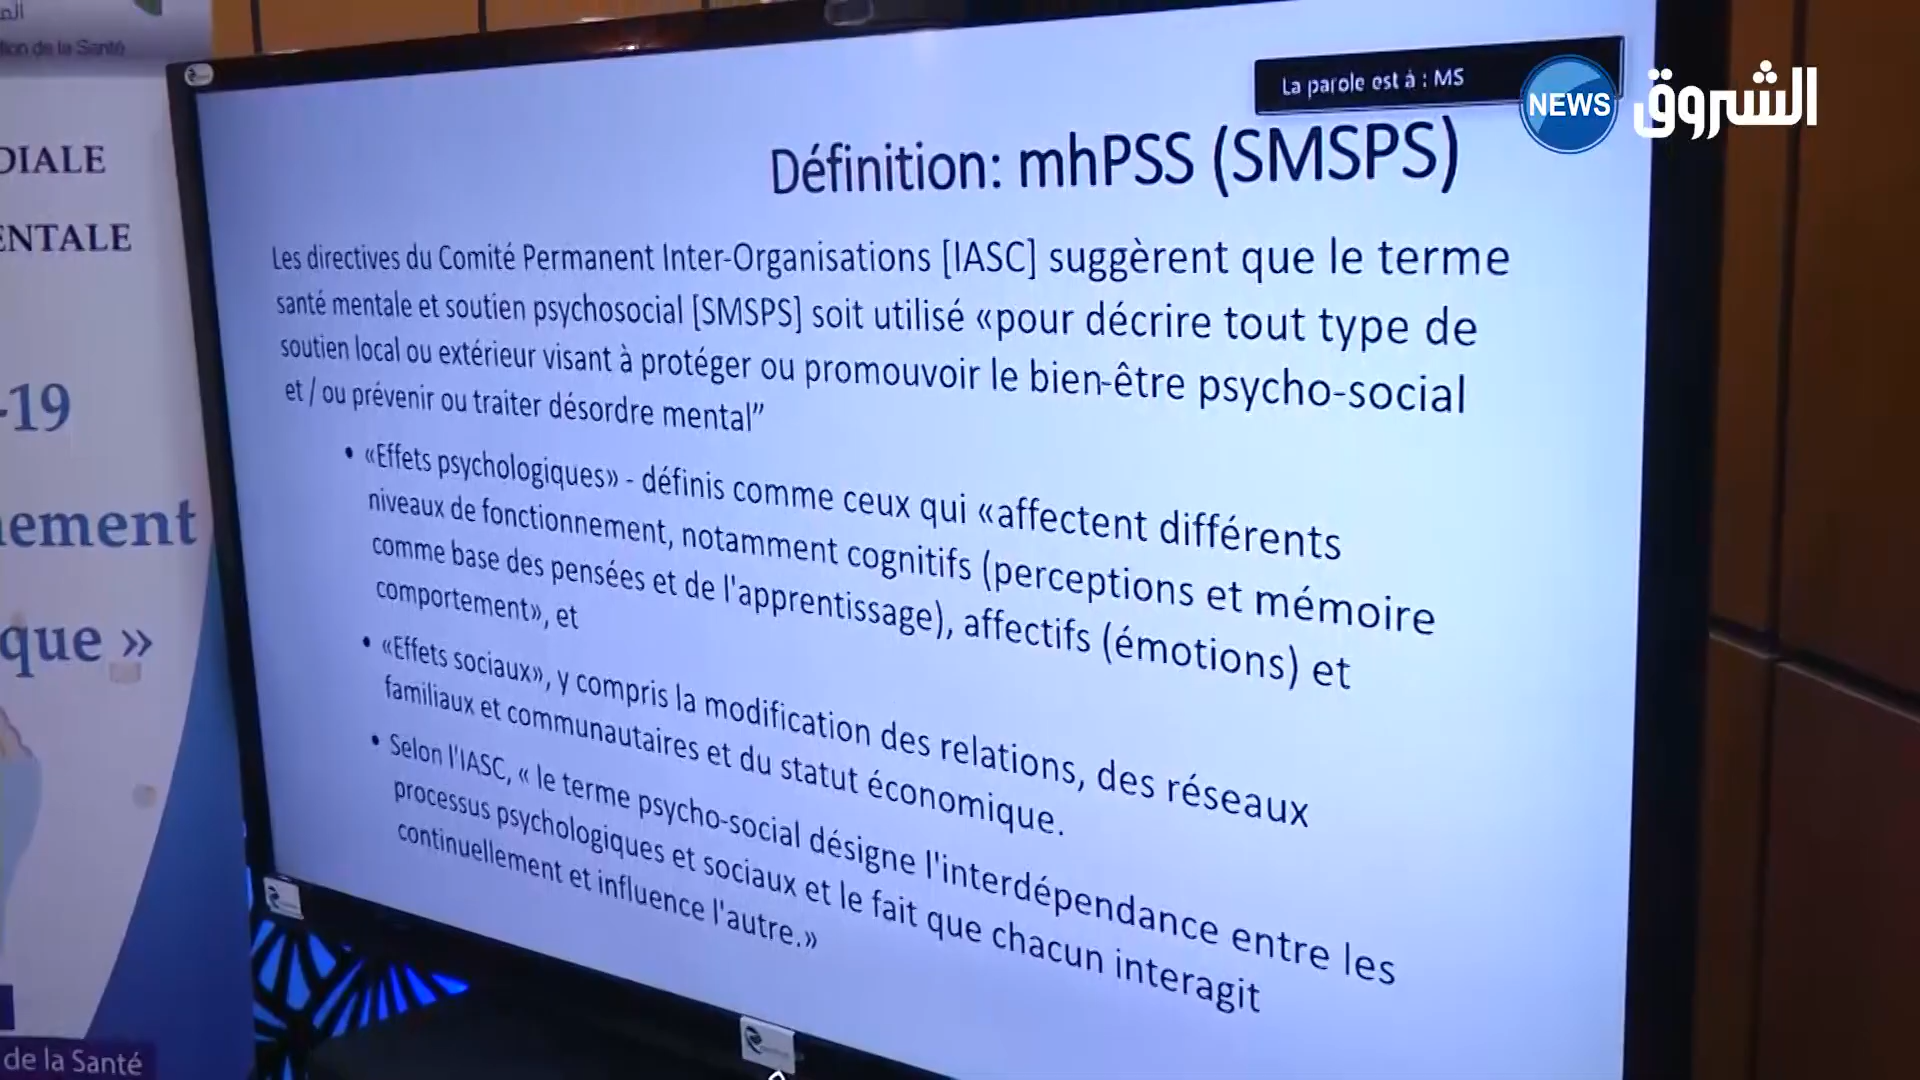 tion de la Santé
DIALE
ENTALE
-19
nement
que »
de la Santé
La parole est à : MS
NEWS الشروق
Définition: mhPSS (SMSPS)
Les directives du Comité Permanent Inter-Organisations [IASC] suggèrent que le terme
santé mentale et soutien psychosocial [SMSPS] soit utilisé «pour décrire tout type de
soutien local ou extérieur visant à protéger ou promouvoir le bien-être psycho-social
et / ou prévenir ou traiter désordre mental”
• «Effets psychologiques» - définis comme ceux qui «affectent différents
niveaux de fonctionnement, notamment cognitifs (perceptions et mémoire
comme base des pensées et de l'apprentissage), affectifs (émotions) et
comportement», et
• «Effets sociaux», y compris la modification des relations, des réseaux
familiaux et communautaires et du statut économique.
• Selon l'IASC, « le terme psycho-social désigne l'interdépendance entre les
processus psychologiques et sociaux et le fait que chacun interagit
continuellement et influence l'autre.»